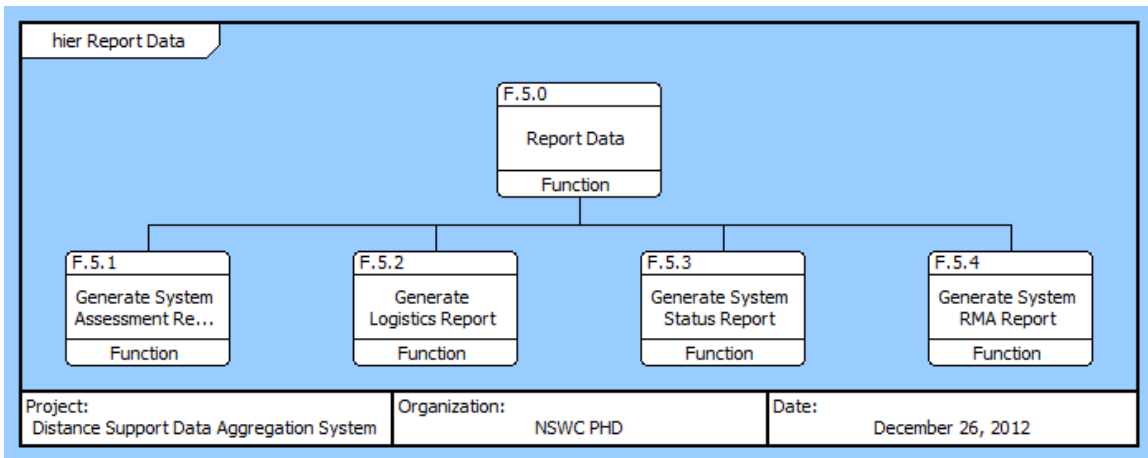 hier Report Data
F.5.0
Report Data
Function
F.5.1
Generate System
Assessment Re...
Function
F.5.2
Generate
Logistics Report
Function
F.5.3
Generate System
Status Report
Function
F.5.4
Generate System
RMA Report
Function
Project:
Distance Support Data Aggregation System
Organization:
NSWC PHD
Date:
December 26, 2012